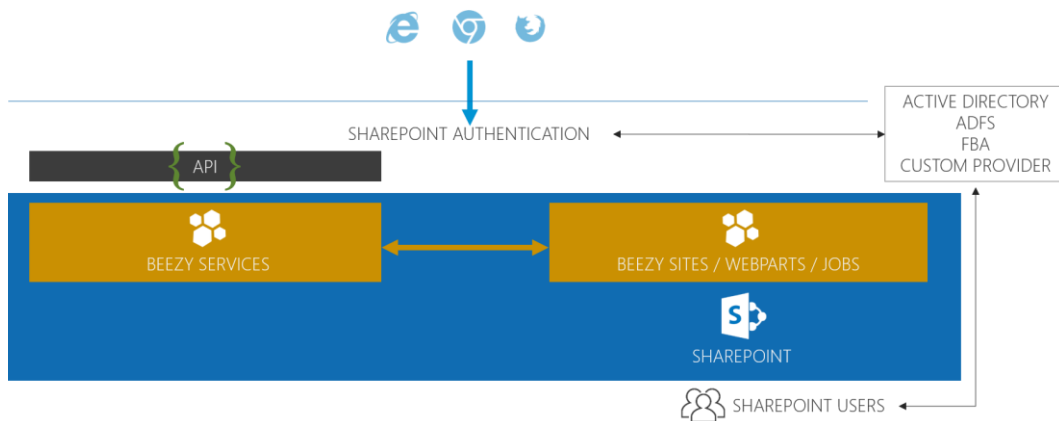 SHAREPOINT AUTHENTICATION
ACTIVE DIRECTORY
ADFS
FBA
CUSTOM PROVIDER
{ API }
BEEZY SERVICES
BEEZY SITES / WEBPARTS / JOBS
S
SHAREPOINT
SHAREPOINT USERS